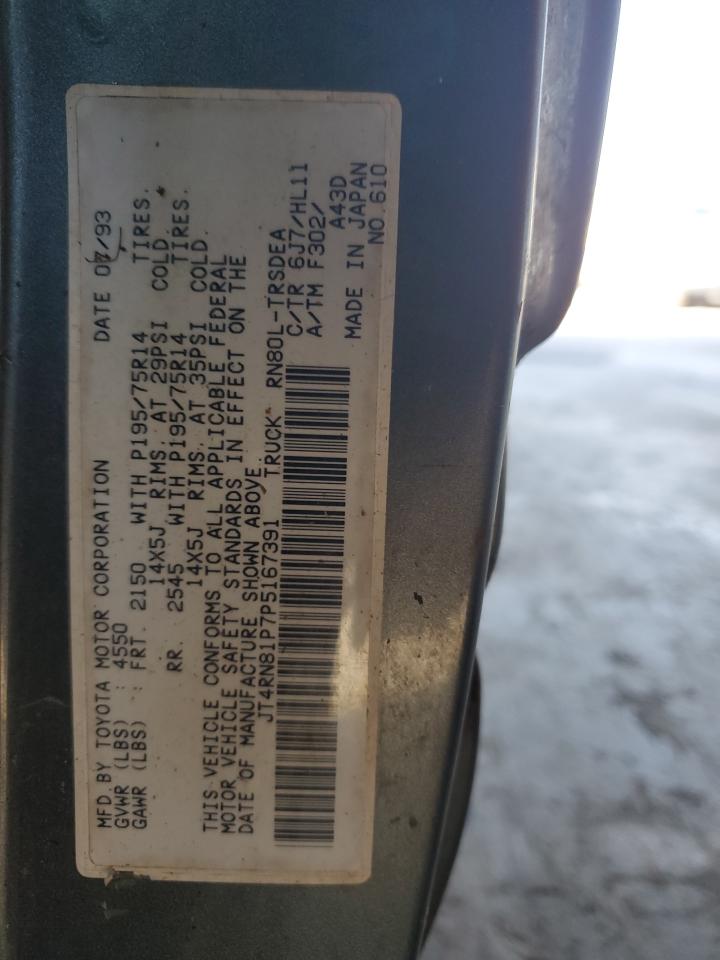 MFD. BY TOYOTA MOTOR CORPORATION DATE 07/93
GVWR (LBS) : 4550
GAWR (LBS) : FRT. 2150 WITH P195/75R14 TIRES.
14X5J RIMS, AT 29PSI COLD
RR. 2545 WITH P195/75R14 TIRES.
14X5J RIMS, AT 35PSI COLD.
THIS VEHICLE CONFORMS TO ALL APPLICABLE FEDERAL
MOTOR VEHICLE SAFETY STANDARDS IN EFFECT ON THE
DATE OF MANUFACTURE SHOWN ABOVE.
JT4RN81P7P5167391 TRUCK RN80L-TRSDEA
C/TR 6J7/HL11
A/TM F302/
A43D
MADE IN JAPAN
NO.610